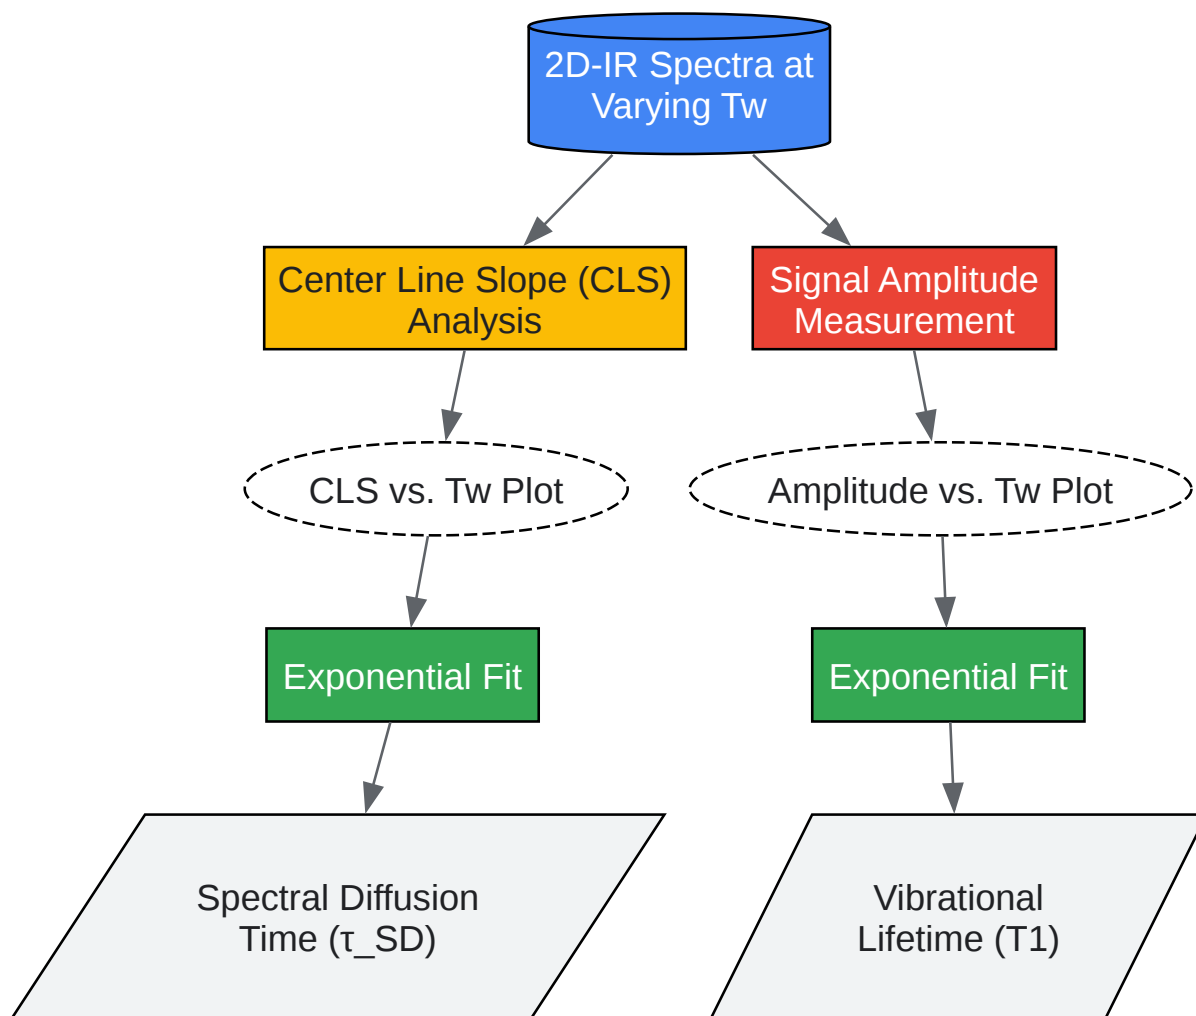 2D-IR Spectra at
Varying Tw
Center Line Slope (CLS)
Analysis
Signal Amplitude
Measurement
CLS vs. Tw Plot
Amplitude vs. Tw Plot
Exponential Fit
Exponential Fit
Spectral Diffusion
Time (τ_SD)
Vibrational
Lifetime (T1)